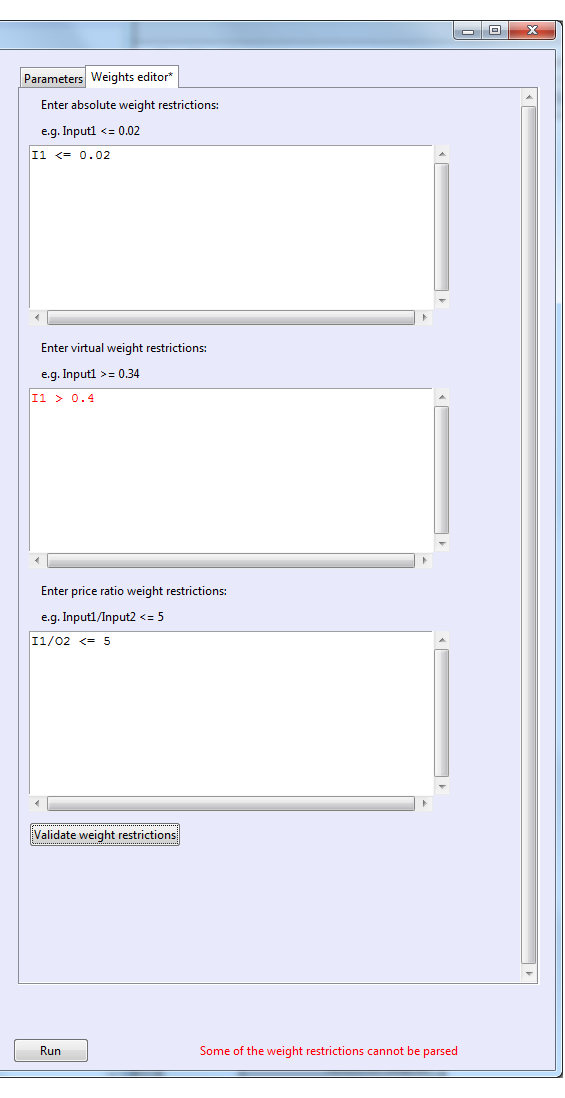 Parameters Weights editor*
Enter absolute weight restrictions:
e.g. Input1 <= 0.02
I1 <= 0.02
Enter virtual weight restrictions:
e.g. Input1 >= 0.34
I1 > 0.4
Enter price ratio weight restrictions:
e.g. Input1/Input2 <= 5
I1/O2 <= 5
Validate weight restrictions
Run Some of the weight restrictions cannot be parsed